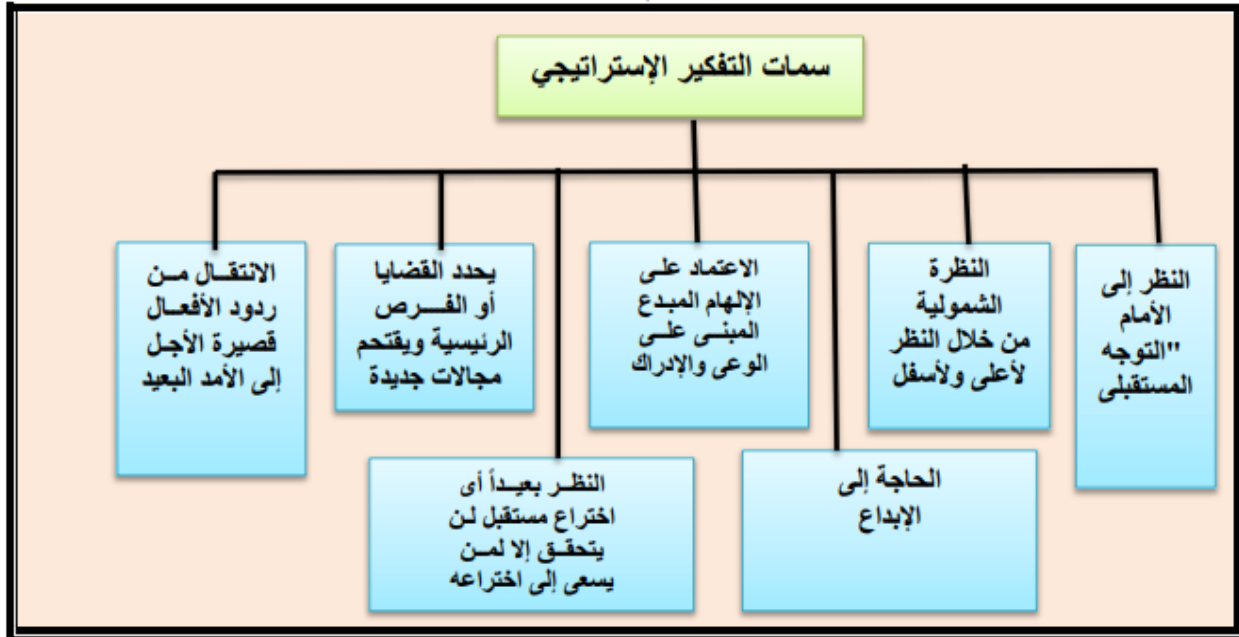 سمات التفكير الإستراتيجي
النظر إلى
الأمام
"التوجه
المستقبلى
النظرة
الشمولية
من خلال النظر
لأعلى ولأسفل
الاعتماد على
الإلهام المبدع
المبنى على
الوعى والإدراك
يحدد القضايا
أو الفرص
الرئيسية ويقتحم
مجالات جديدة
الانتقال من
ردود الأفعال
قصيرة الأجل
إلى الأمد البعيد
الحاجة إلى
الإبداع
النظر بعيداً أى
اختراع مستقبل لن
يتحقق إلا لمن
يسعى إلى اختراعه